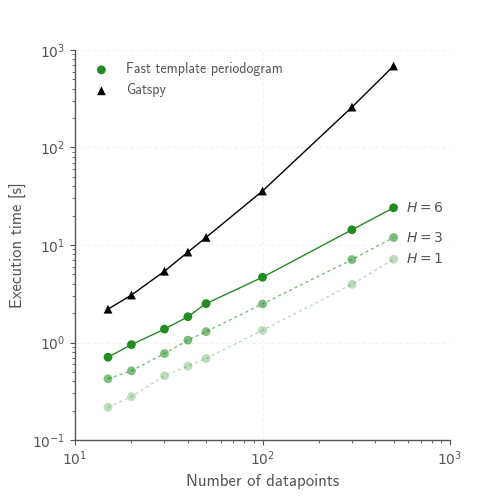 10³
Fast template periodogram
Gatspy
10²
H = 6
H = 3
H = 1
10¹
10⁰
10⁻¹
Execution time [s]
10¹
10²
10³
Number of datapoints